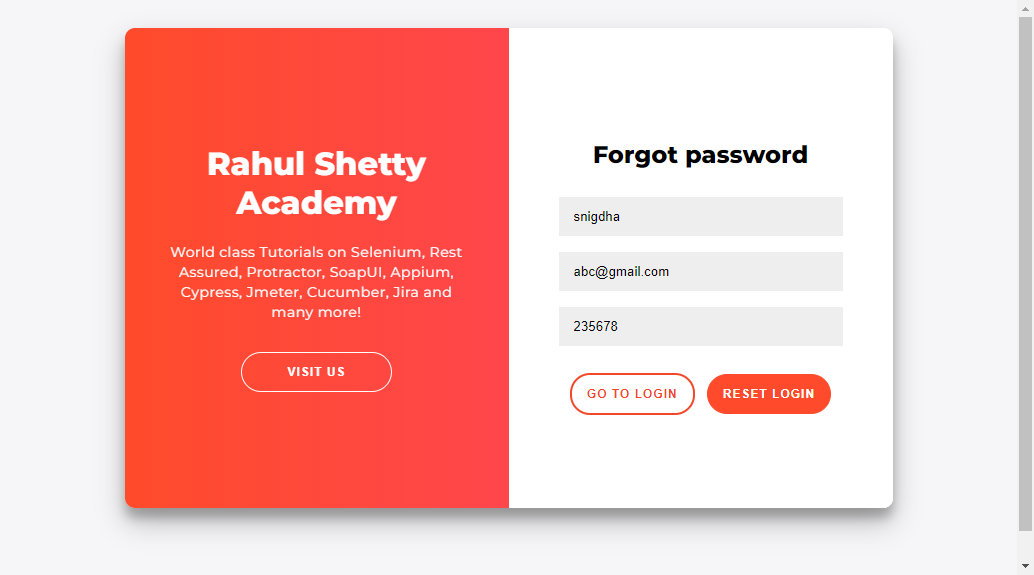 Rahul Shetty
Academy
World class Tutorials on Selenium, Rest
Assured, Protractor, SoapUI, Appium,
Cypress, Jmeter, Cucumber, Jira and
many more!
VISIT US
Forgot password
snigdha
abc@gmail.com
235678
GO TO LOGIN
RESET LOGIN